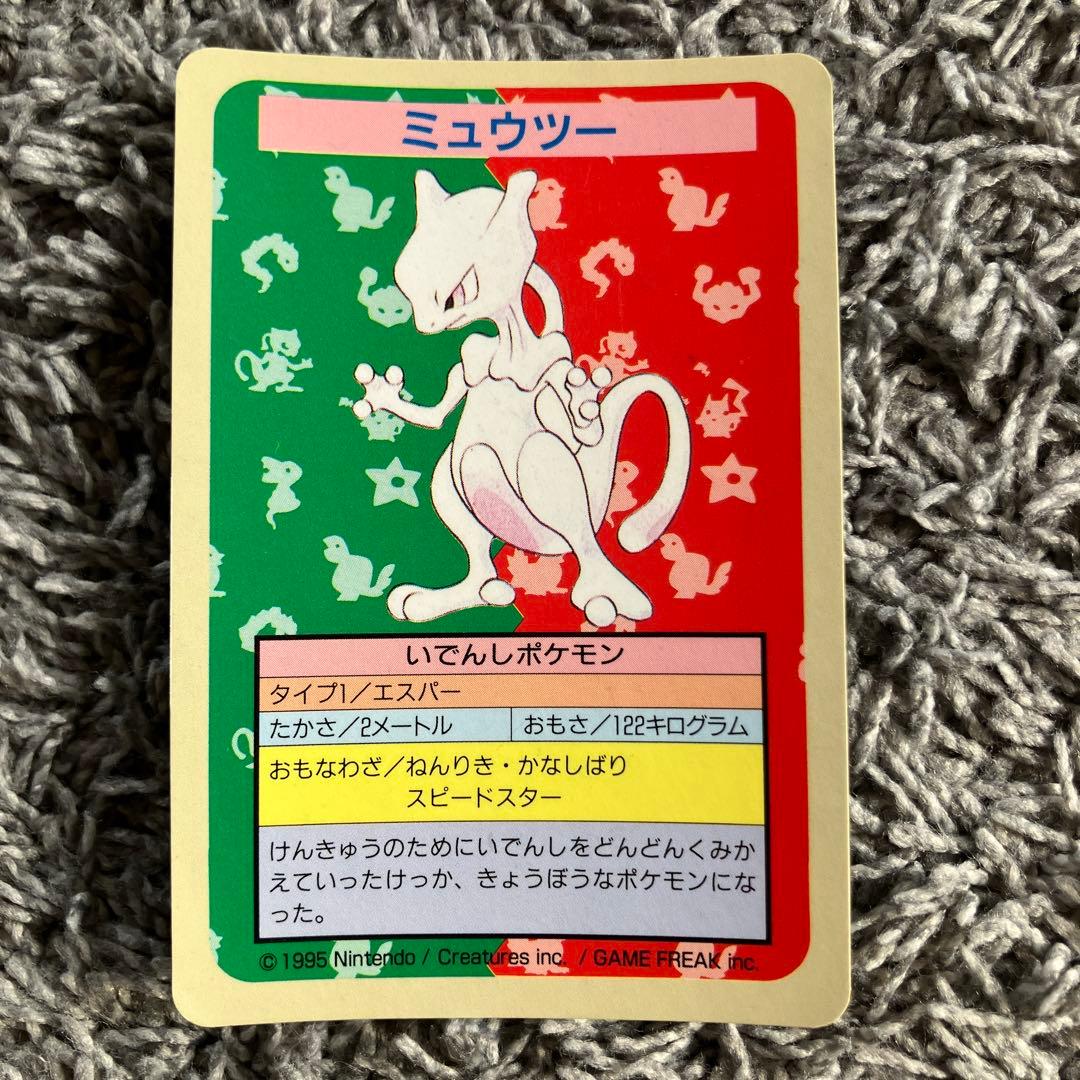 ミュウツー
いでんしポケモン
タイプ1／エスパー
たかさ／2メートル
おもさ／122キログラム
おもなわざ／ねんりき・かなしばり
スピードスター
けんきゅうのためにいでんしをどんどんくみか
えていったけっか、きょうぼうなポケモンにな
った。
© 1995 Nintendo / Creatures inc. / GAME FREAK inc.